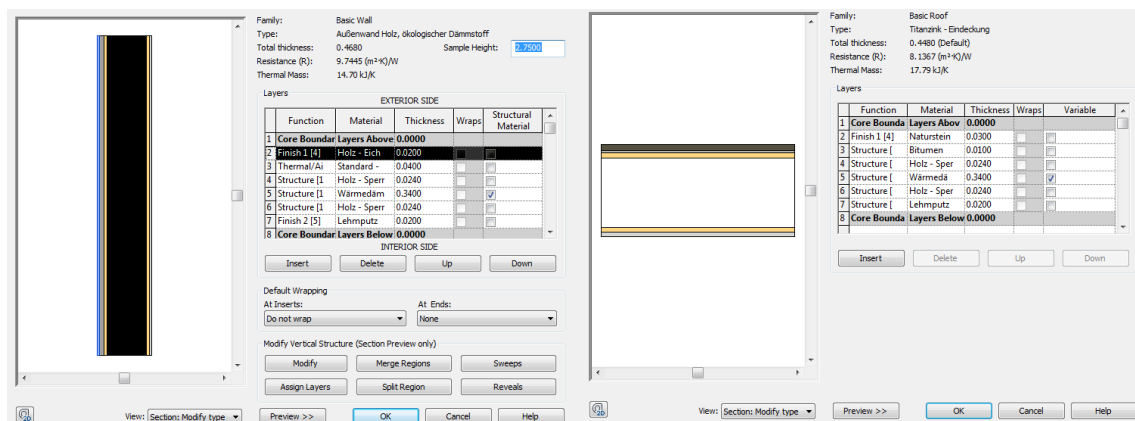 Family: Basic Wall
Type: Außenwand Holz, ökologischer Dämmstoff
Total thickness: 0.4680 Sample Height: 2.7500
Resistance (R): 9.7445 (m²·K)/W
Thermal Mass: 14.70 kJ/K
Layers
EXTERIOR SIDE
Function Material Thickness Wraps Structural Material
1 Core Boundar Layers Above 0.0000
2 Finish 1 [4] Holz - Eich 0.0200
3 Thermal/Ai Standard - 0.0400
4 Structure [1 Holz - Sperr 0.0240
5 Structure [1 Wärmedäm 0.3400
6 Structure [1 Holz - Sperr 0.0240
7 Finish 2 [5] Lehmputz 0.0200
8 Core Boundar Layers Below 0.0000
INTERIOR SIDE
Insert Delete Up Down
Default Wrapping
At Inserts: At Ends:
Do not wrap None
Modify Vertical Structure (Section Preview only)
Modify Merge Regions Sweeps
Assign Layers Split Region Reveals
2D View: Section: Modify type Preview >> OK Cancel Help
Family: Basic Roof
Type: Titanzink - Eindeckung
Total thickness: 0.4480 (Default)
Resistance (R): 8.1367 (m²·K)/W
Thermal Mass: 17.79 kJ/K
Layers
Function Material Thickness Wraps Variable
1 Core Bounda Layers Abov 0.0000
2 Finish 1 [4] Naturstein 0.0300
3 Structure [ Bitumen 0.0100
4 Structure [ Holz - Sper 0.0240
5 Structure [ Wärmedä 0.3400
6 Structure [ Holz - Sper 0.0240
7 Structure [ Lehmputz 0.0200
8 Core Bounda Layers Below 0.0000
Insert Delete Up Down
2D View: Section: Modify type Preview >> OK Cancel Help